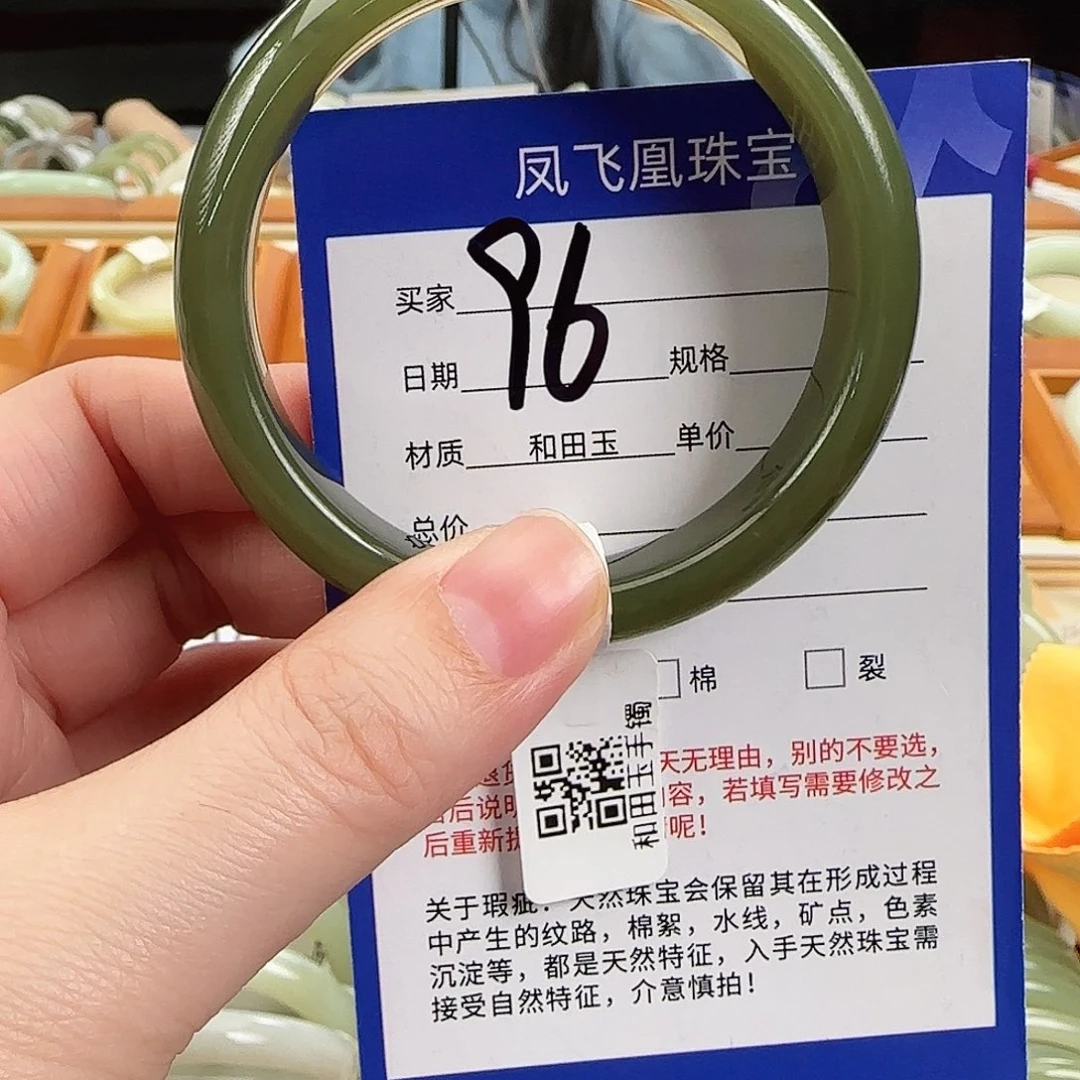 凤飞凰珠宝
96
买家
日期 规格
材质 和田玉 单价
总价
棉 裂
天无理由，别的不要选，
后说明 容，若填写需要修改之
后重新 呢！
关于瑕疵：天然珠宝会保留其在形成过程
中产生的纹路，棉絮，水线，矿点，色素
沉淀等，都是天然特征，入手天然珠宝需
接受自然特征，介意慎拍！
和田玉手镯